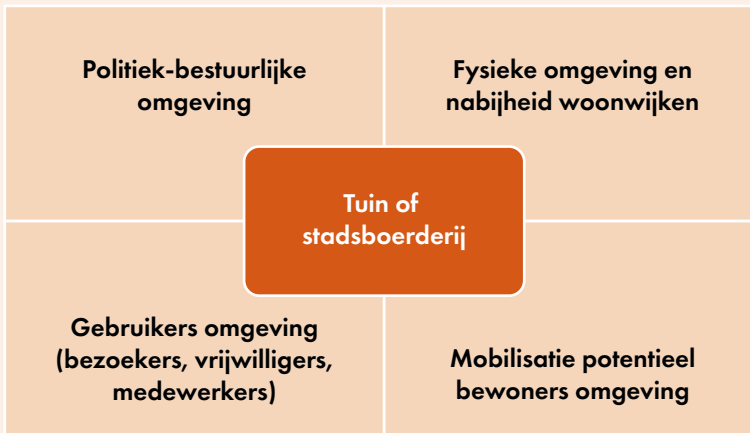 Politiek-bestuurlijke
omgeving
Fysieke omgeving en
nabijheid woonwijken
Tuin of
stadsboerderij
Gebruikers omgeving
(bezoekers, vrijwilligers,
medewerkers)
Mobilisatie potentieel
bewoners omgeving